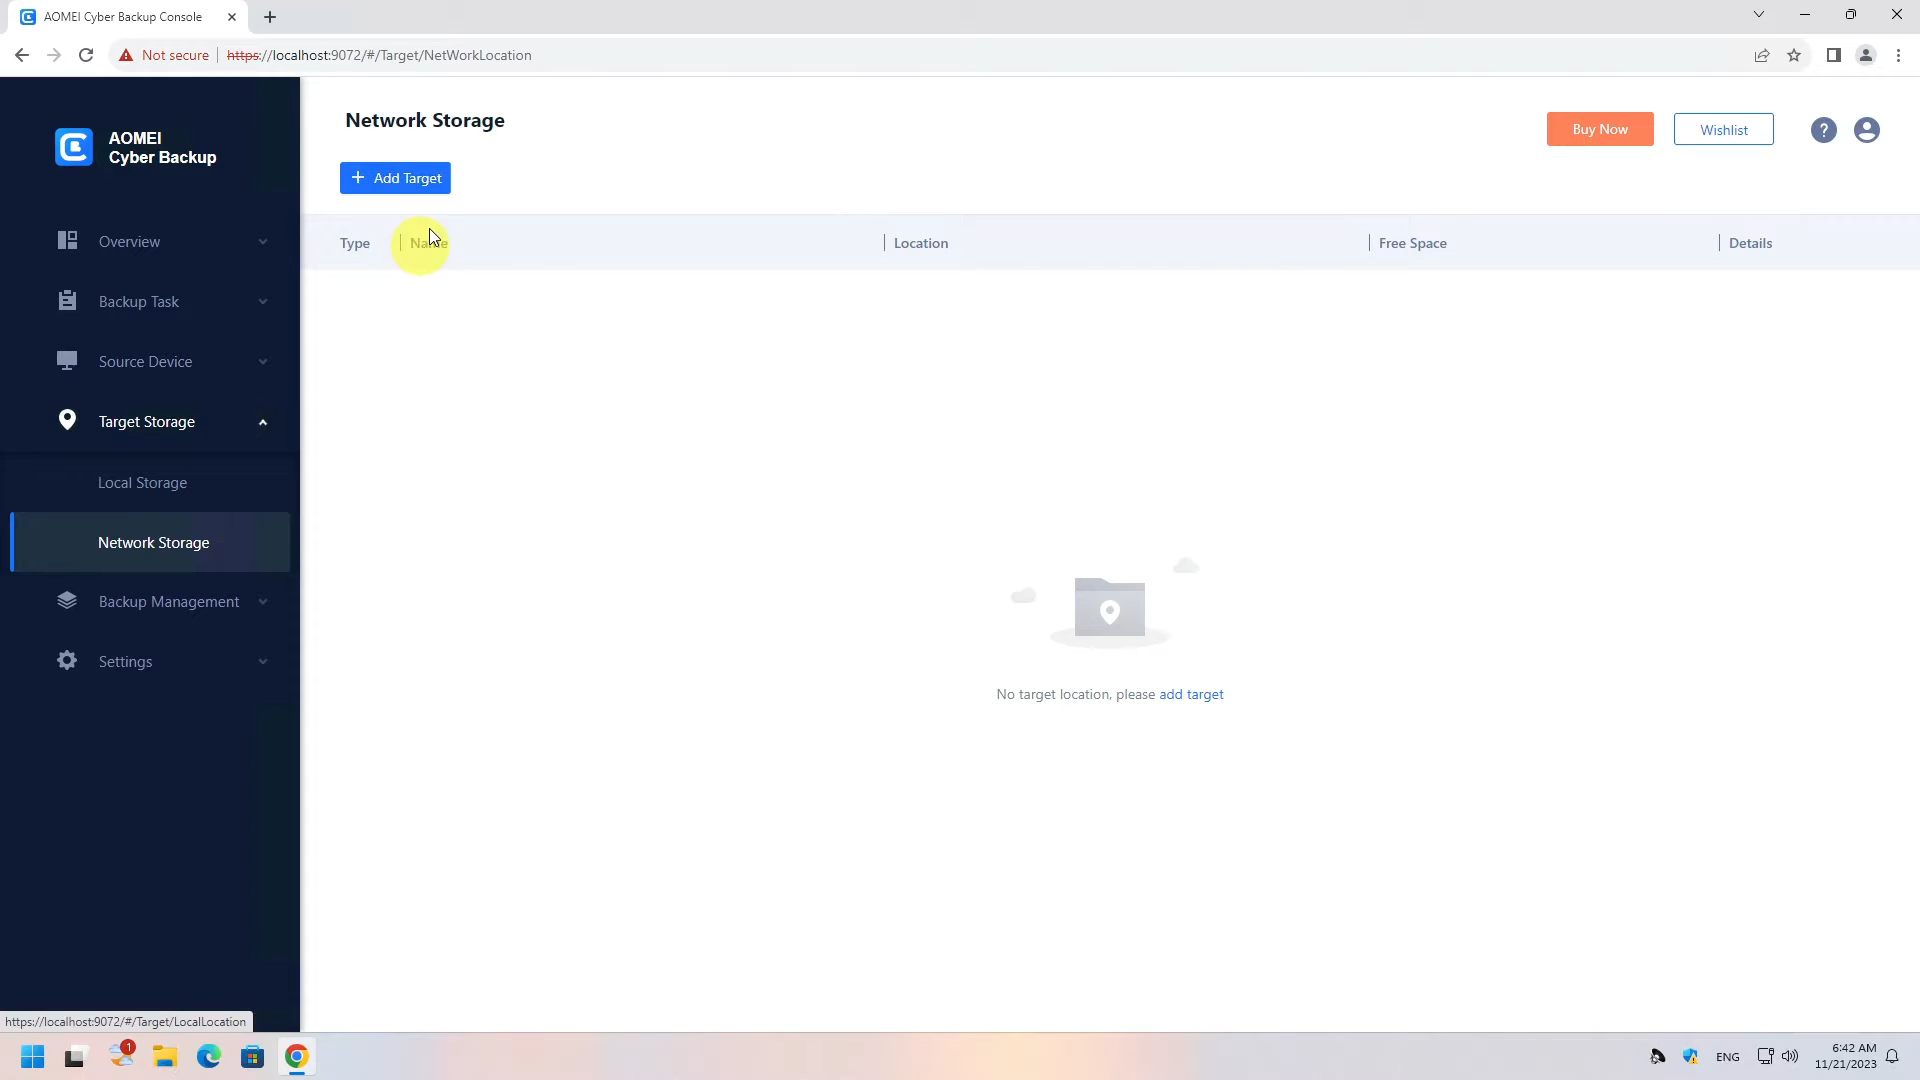 AOMEI Cyber Backup Console
Not secure
https://localhost:9072/#/Target/NetWorkLocation
AOMEI
Cyber Backup
Network Storage
Buy Now
Wishlist
?
+ Add Target
Type
Name
Location
Free Space
Details
Overview
Backup Task
Source Device
Target Storage
Local Storage
Network Storage
Backup Management
Settings
No target location, please add target
https://localhost:9072/#/Target/LocalLocation
1
ENG
6:42 AM
11/21/2023